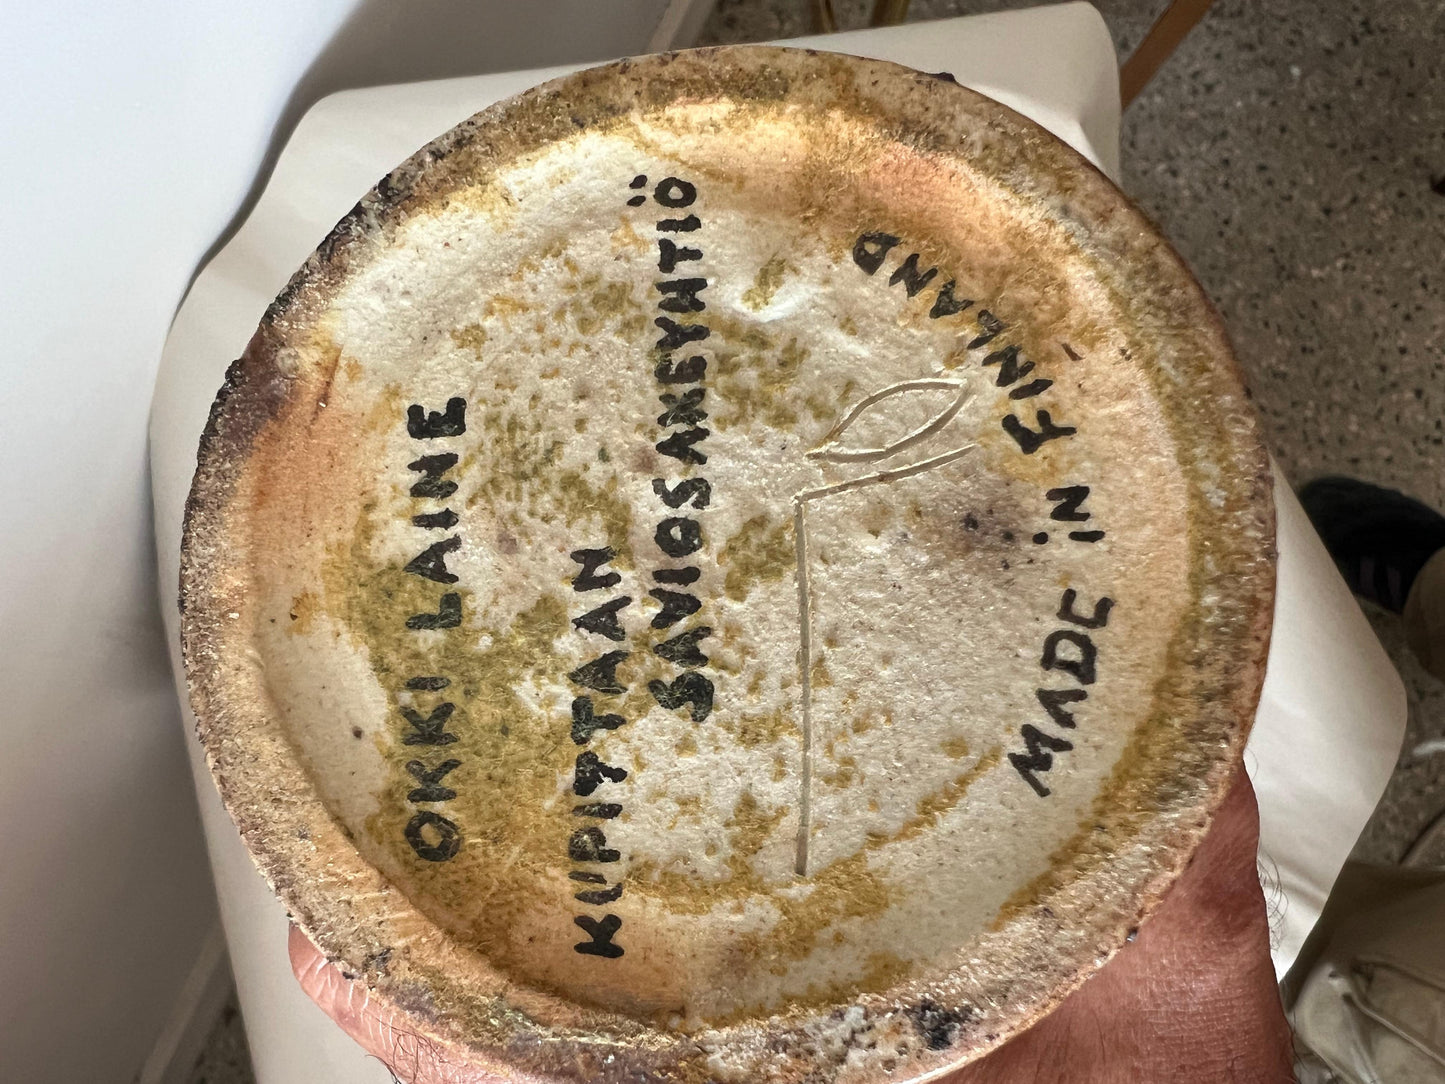 OKKI LAINE
KUPITTAAN
SAVIOSAKEYHTIÖ
MADE iN FINLAND